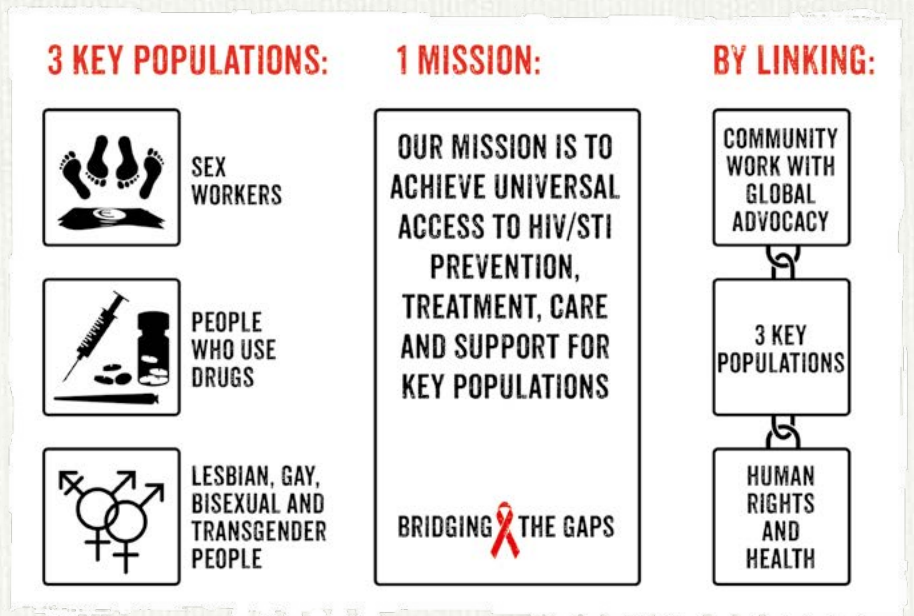 3 KEY POPULATIONS:
SEX
WORKERS
PEOPLE
WHO USE
DRUGS
LESBIAN, GAY,
BISEXUAL AND
TRANSGENDER
PEOPLE
1 MISSION:
OUR MISSION IS TO
ACHIEVE UNIVERSAL
ACCESS TO HIV/STI
PREVENTION,
TREATMENT, CARE
AND SUPPORT FOR
KEY POPULATIONS
BRIDGING THE GAPS
BY LINKING:
COMMUNITY
WORK WITH
GLOBAL
ADVOCACY
3 KEY
POPULATIONS
HUMAN
RIGHTS
AND
HEALTH